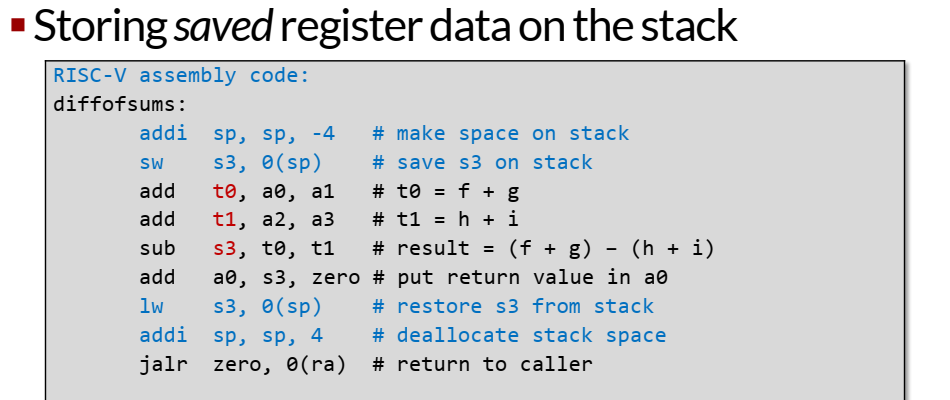 ▪ Storing saved register data on the stack
RISC-V assembly code:
diffofsums:
addi sp, sp, -4 # make space on stack
sw s3, 0(sp) # save s3 on stack
add t0, a0, a1 # t0 = f + g
add t1, a2, a3 # t1 = h + i
sub s3, t0, t1 # result = (f + g) – (h + i)
add a0, s3, zero # put return value in a0
lw s3, 0(sp) # restore s3 from stack
addi sp, sp, 4 # deallocate stack space
jalr zero, 0(ra) # return to caller